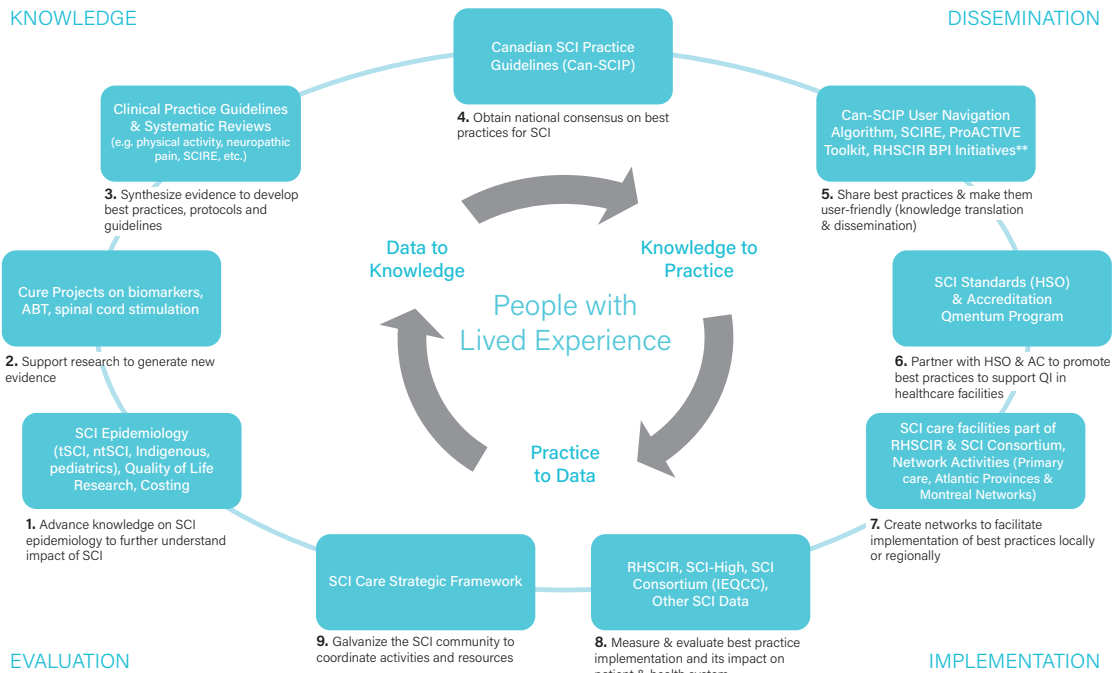 KNOWLEDGE
DISSEMINATION
Canadian SCI Practice
Guidelines (Can-SCIP)
4. Obtain national consensus on best
practices for SCI
Clinical Practice Guidelines
& Systematic Reviews
(e.g. physical activity, neuropathic
pain, SCIRE, etc.)
3. Synthesize evidence to develop
best practices, protocols and
guidelines
Can-SCIP User Navigation
Algorithm, SCIRE, ProACTIVE
Toolkit, RHSCIR BPI Initiatives**
5. Share best practices & make them
user-friendly (knowledge translation
& dissemination)
Data to
Knowledge
Knowledge to
Practice
People with
Lived Experience
Practice
to Data
Cure Projects on biomarkers,
ABT, spinal cord stimulation
2. Support research to generate new
evidence
SCI Standards (HSO)
& Accreditation
Qmentum Program
6. Partner with HSO & AC to promote
best practices to support QI in
healthcare facilities
SCI Epidemiology
(tSCI, ntSCI, Indigenous,
pediatrics), Quality of Life
Research, Costing
1. Advance knowledge on SCI
epidemiology to further understand
impact of SCI
SCI care facilities part of
RHSCIR & SCI Consortium,
Network Activities (Primary
care, Atlantic Provinces &
Montreal Networks)
7. Create networks to facilitate
implementation of best practices locally
or regionally
SCI Care Strategic Framework
9. Galvanize the SCI community to
coordinate activities and resources
RHSCIR, SCI-High, SCI
Consortium (IEQCC),
Other SCI Data
8. Measure & evaluate best practice
implementation and its impact on
patient & health system
EVALUATION
IMPLEMENTATION